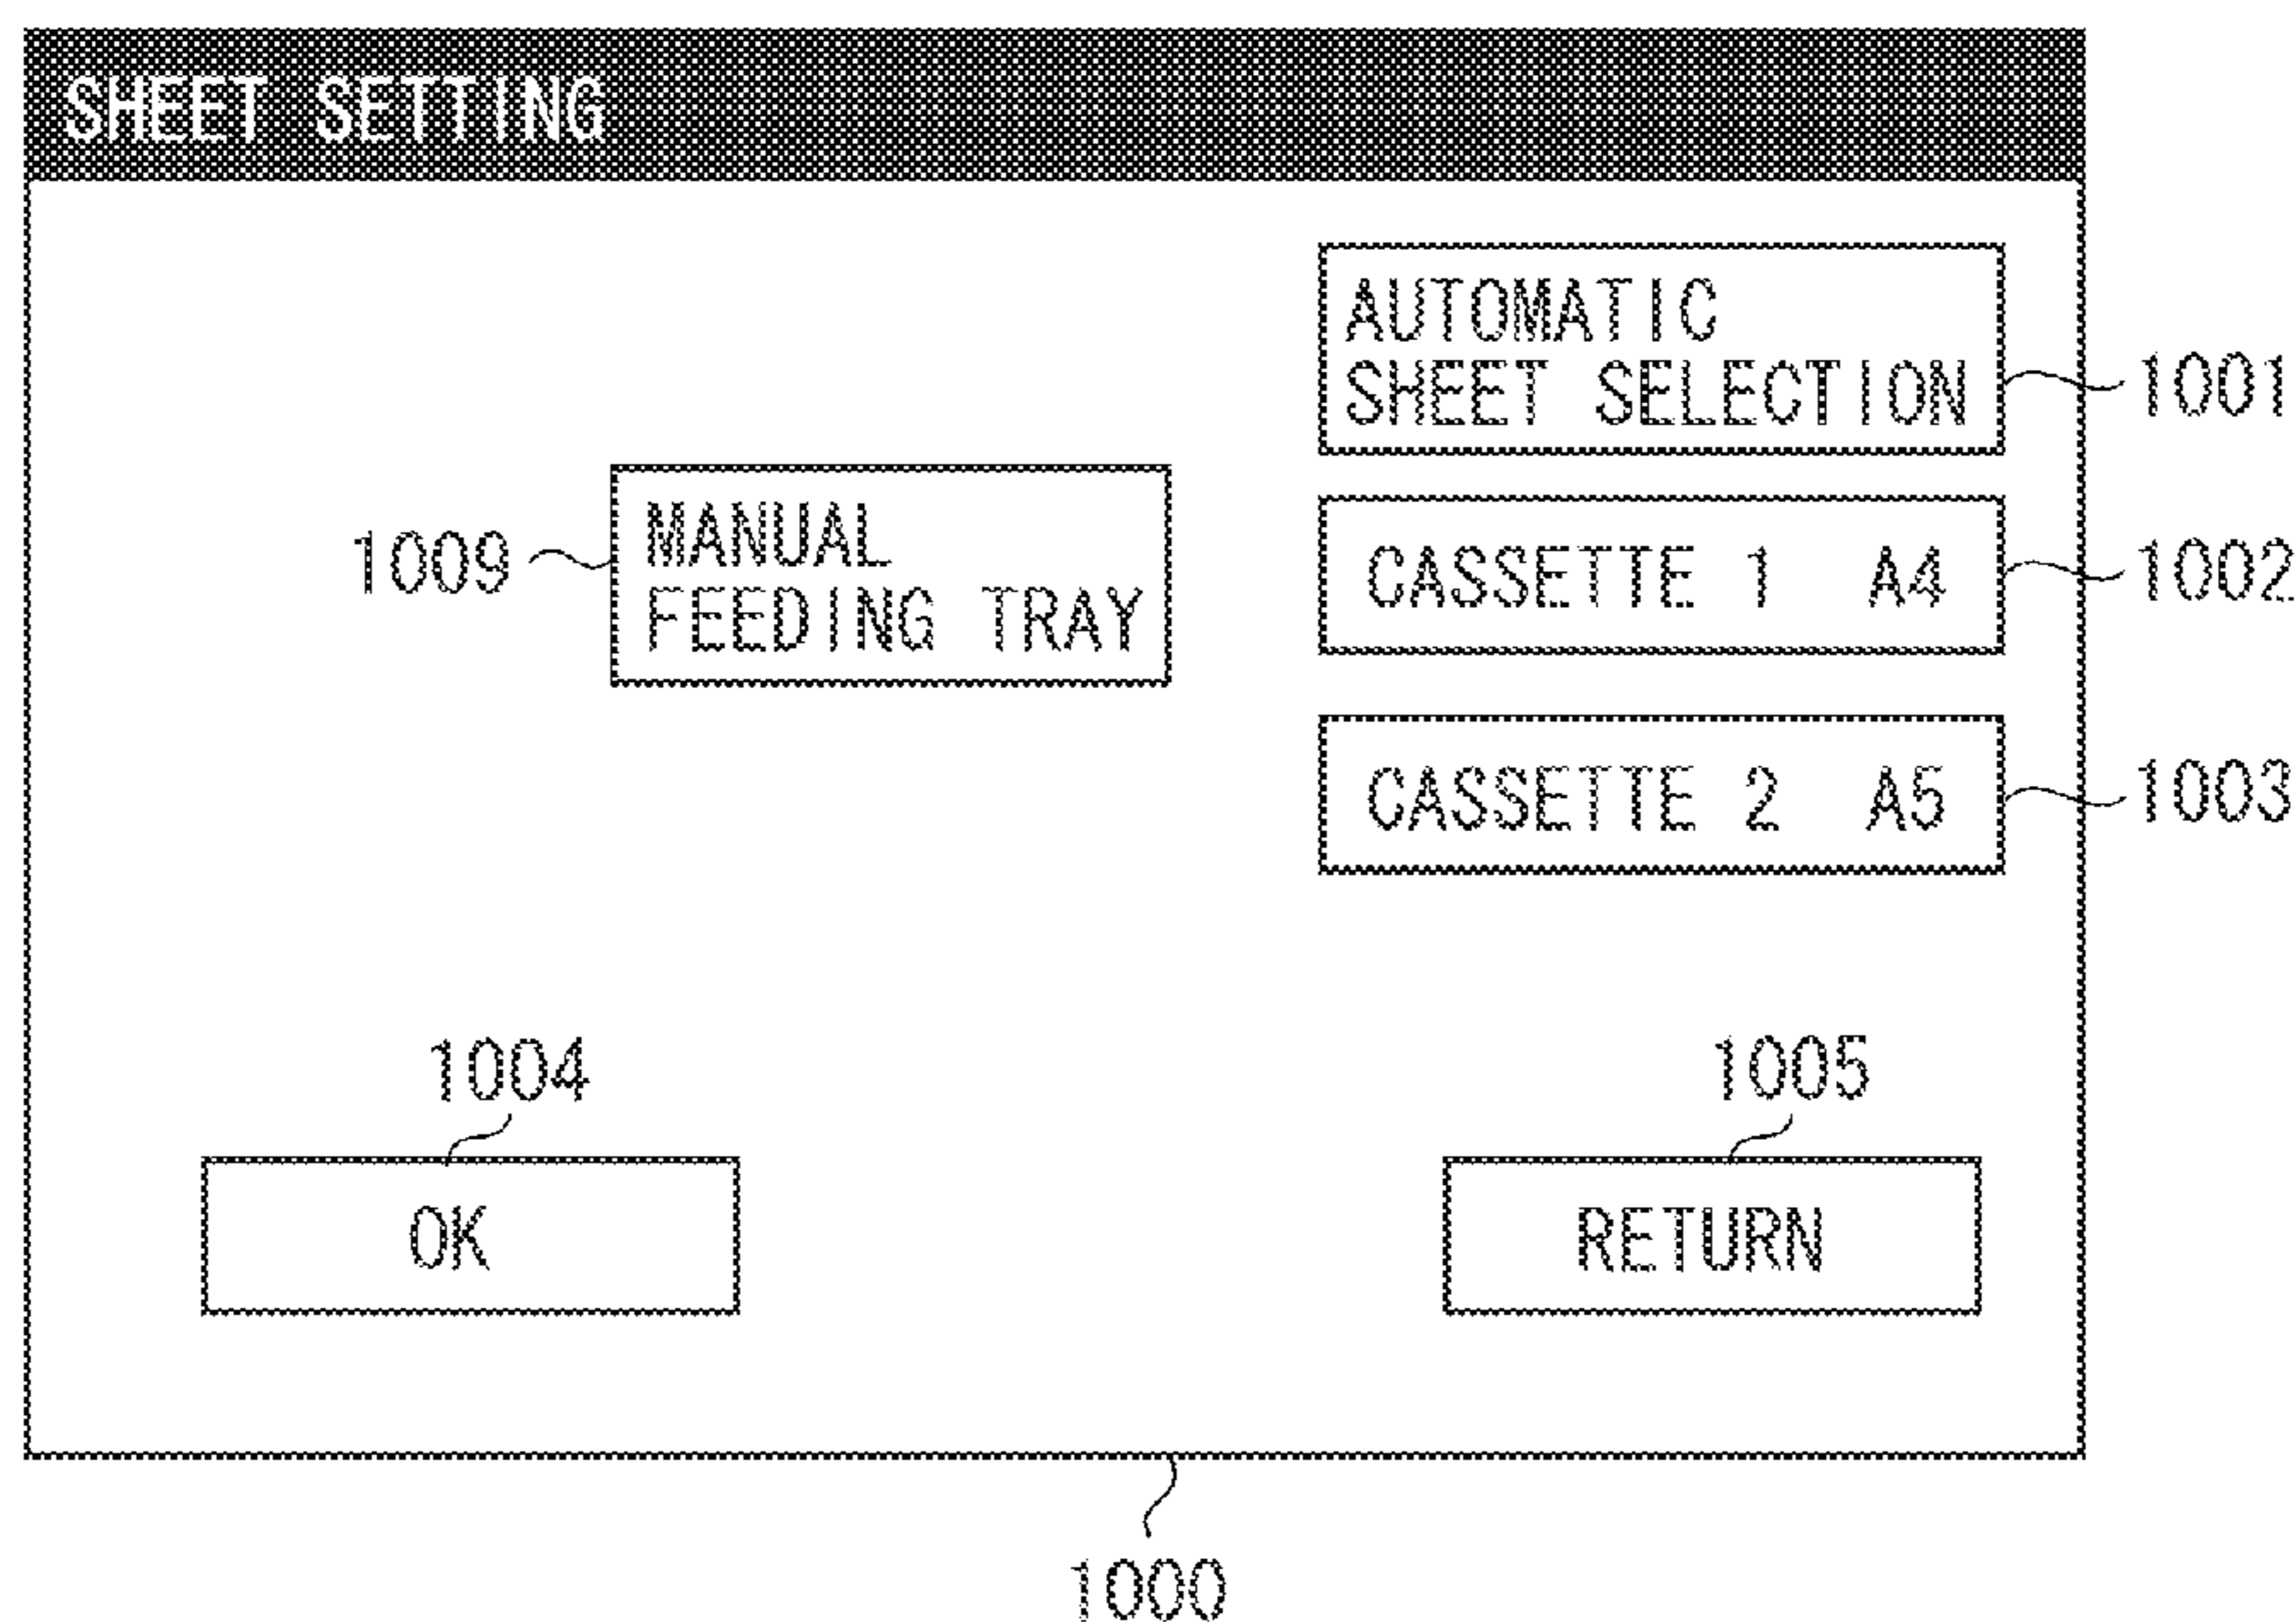 SHEET SETTING
AUTOMATIC
SHEET SELECTION
1001
MANUAL
FEEDING TRAY
1009
CASSETTE 1 A4
1002
CASSETTE 2 A5
1003
1004
OK
1005
RETURN
1000